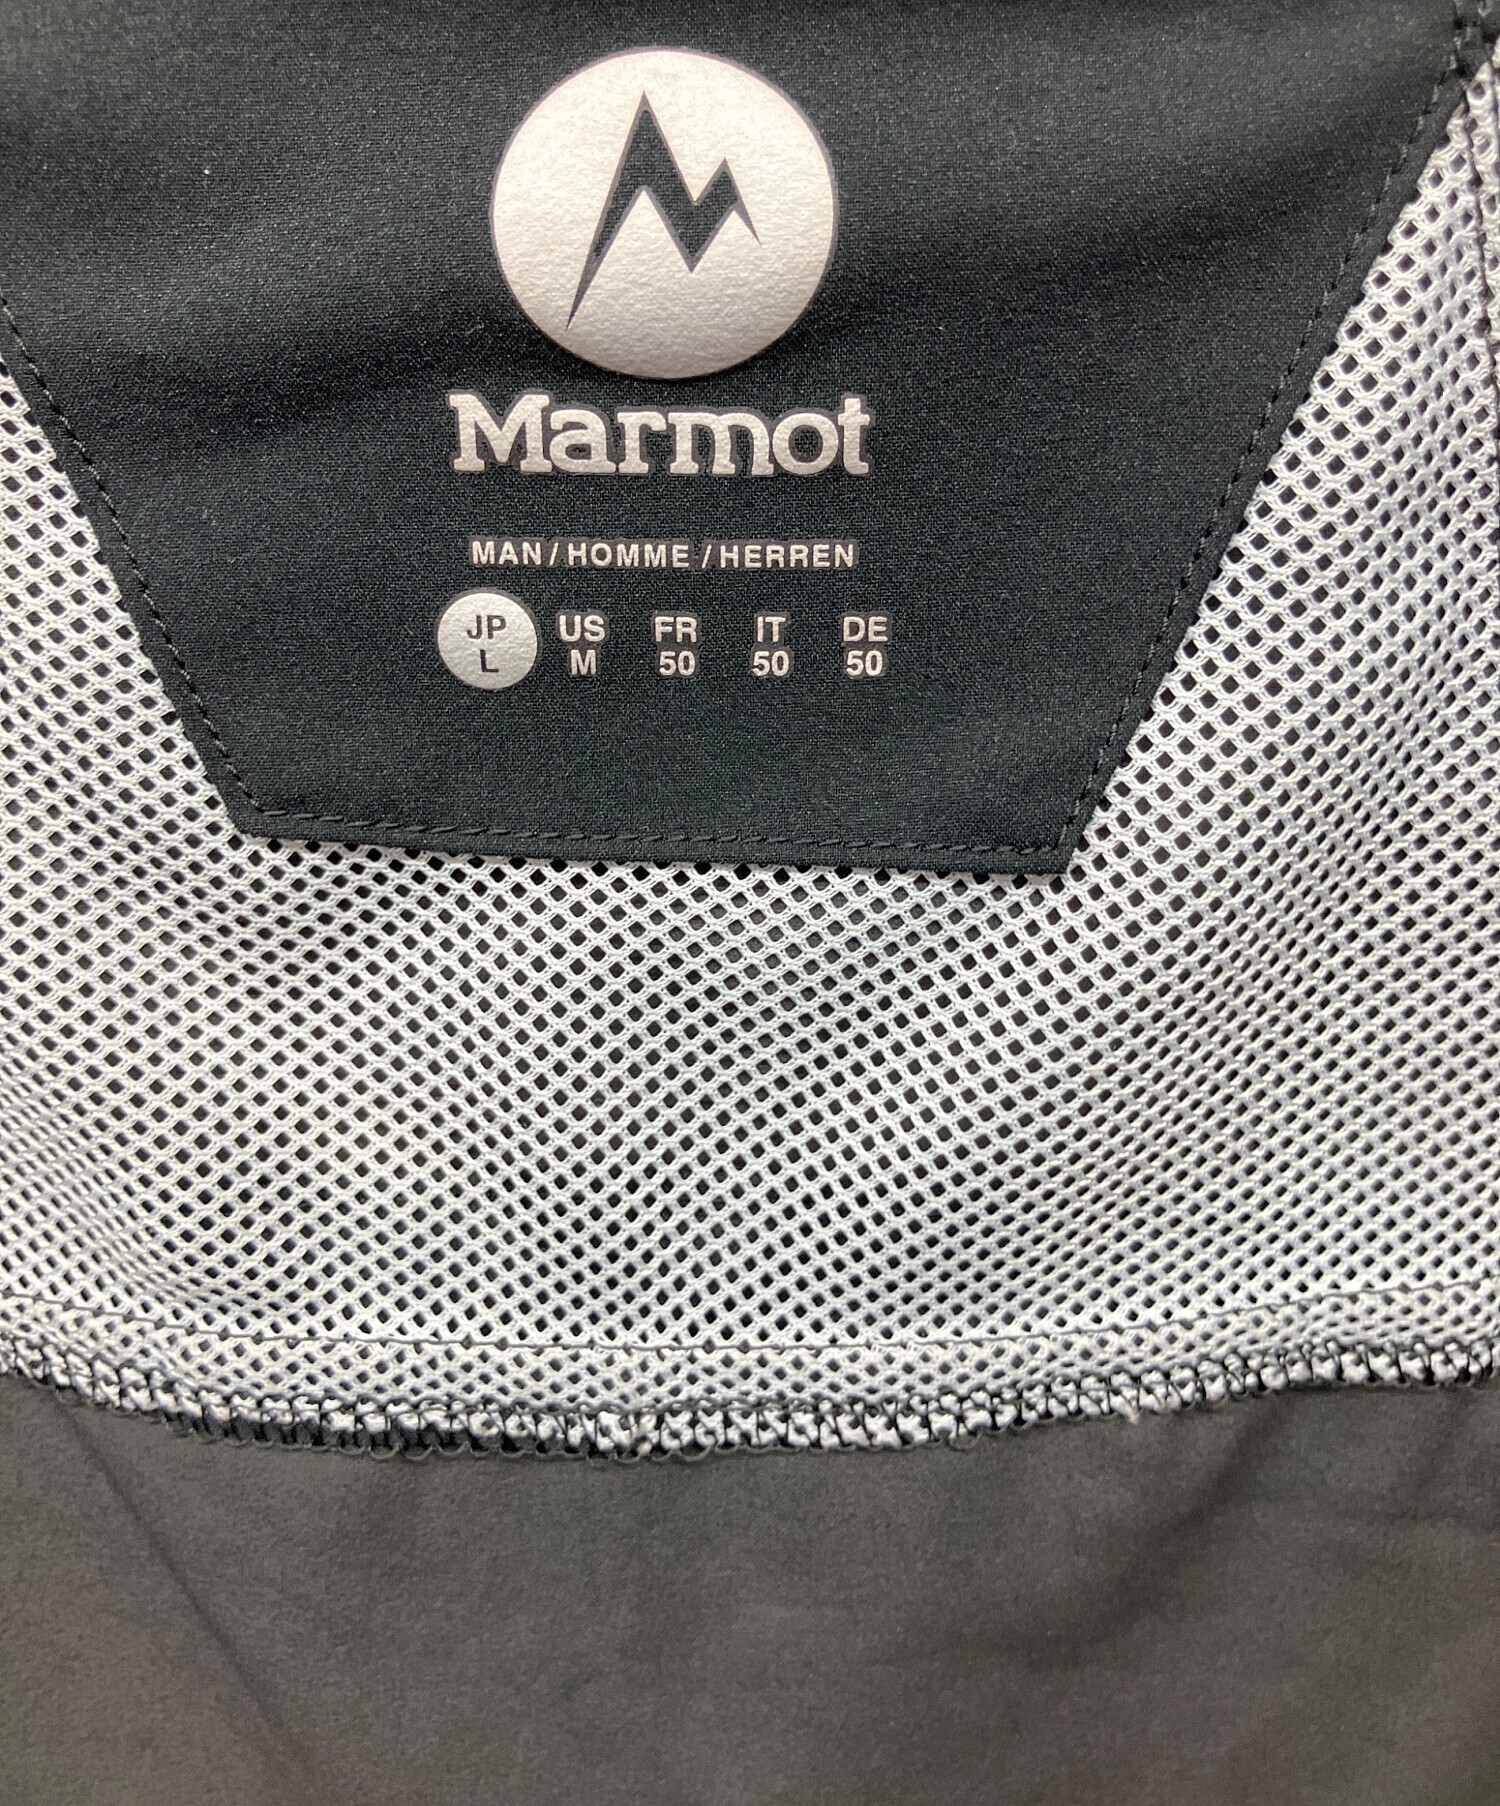 Marmot
MAN/HOMME/HERREN
JP US FR IT DE
L M 50 50 50